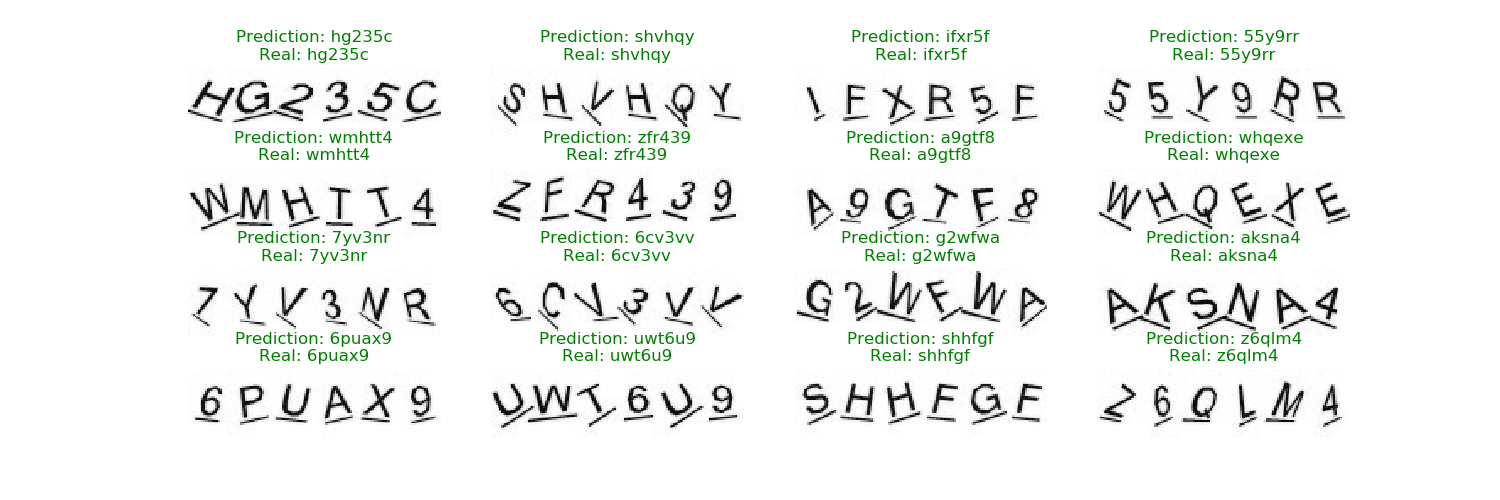 Prediction: hg235c
Real: hg235c
HG235C
Prediction: shvhqy
Real: shvhqy
SHVHQY
Prediction: ifxr5f
Real: ifxr5f
IFXR5F
Prediction: 55y9rr
Real: 55y9rr
55Y9RR
Prediction: wmhtt4
Real: wmhtt4
WMHTT4
Prediction: zfr439
Real: zfr439
ZFR439
Prediction: a9gtf8
Real: a9gtf8
A9GTF8
Prediction: whqexe
Real: whqexe
WHQEXE
Prediction: 7yv3nr
Real: 7yv3nr
7YV3NR
Prediction: 6cv3vv
Real: 6cv3vv
6CV3VV
Prediction: g2wfwa
Real: g2wfwa
G2WFWA
Prediction: aksna4
Real: aksna4
AKSNA4
Prediction: 6puax9
Real: 6puax9
6PUAX9
Prediction: uwt6u9
Real: uwt6u9
UWT6U9
Prediction: shhfgf
Real: shhfgf
SHHFGF
Prediction: z6qlm4
Real: z6qlm4
Z6QLM4